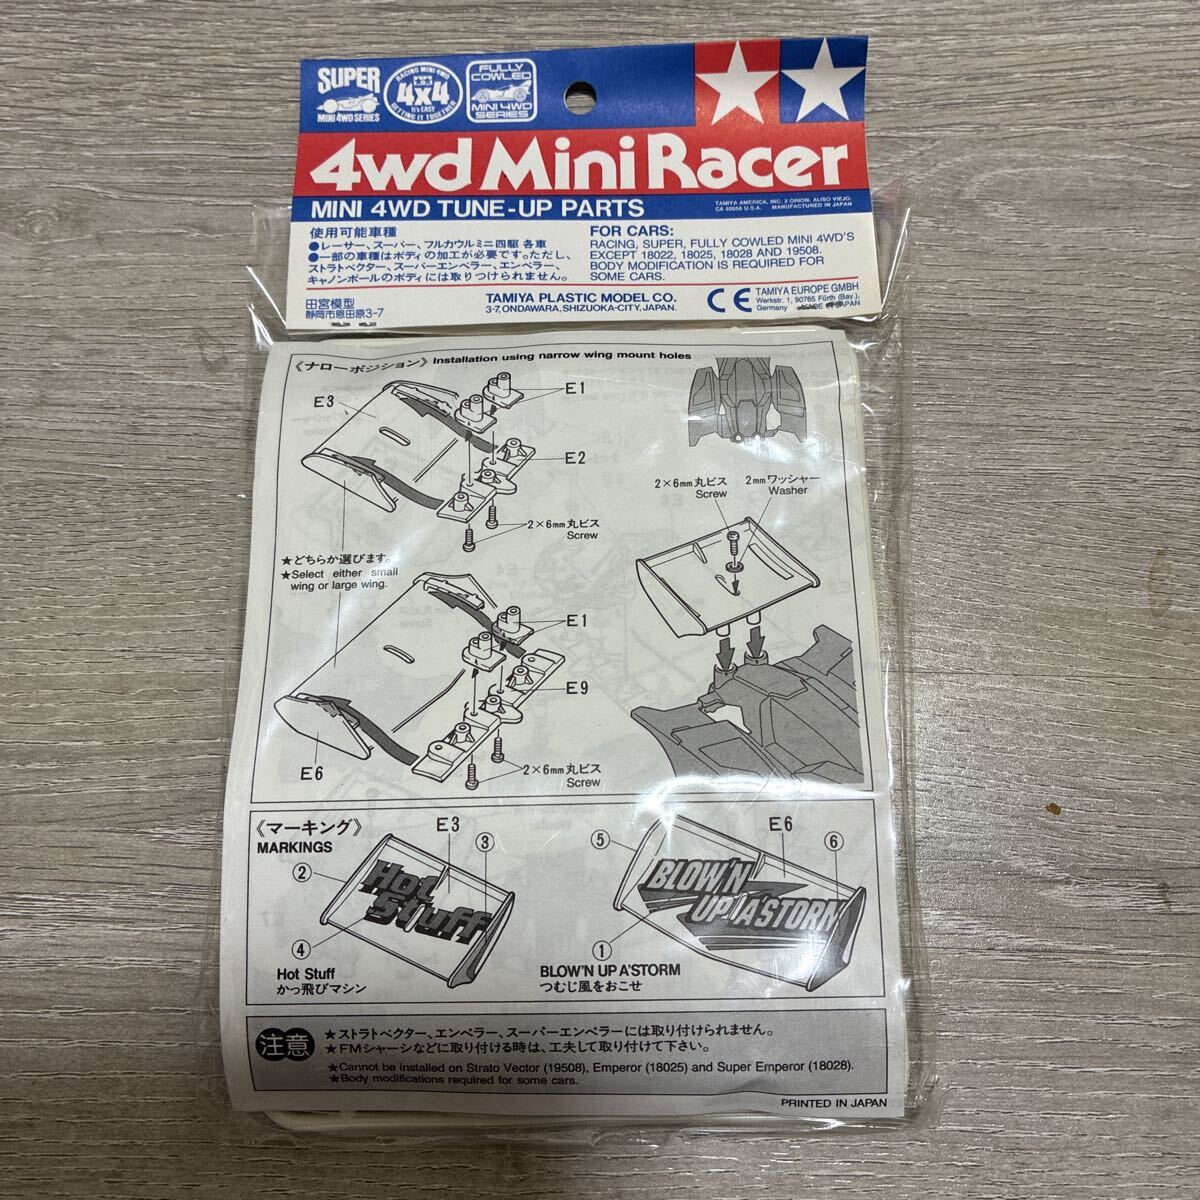 SUPER
MINI 4WD SERIES
RACING MINI 4WD
4x4
It's EASY
GETTING IT TOGETHER
FULLY
COWLED
MINI 4WD
SERIES
4wd Mini Racer
MINI 4WD TUNE-UP PARTS
TAMIYA AMERICA, INC. 2 ORION, ALISO VIEJO,
CA 92656 U.S.A. MANUFACTURED IN JAPAN
使用可能車種
●レーサー、スーパー、フルカウルミニ四駆 各車
●一部の車種はボディの加工が必要です。ただし、
ストラトベクター、スーパーエンペラー、エンペラー、
キャノンボールのボディには取りつけられません。
FOR CARS:
RACING, SUPER, FULLY COWLED MINI 4WD'S
EXCEPT 18022, 18025, 18028 AND 19508.
BODY MODIFICATION IS REQUIRED FOR
SOME CARS.
田宮模型
静岡市恩田原3-7
TAMIYA PLASTIC MODEL CO.
3-7, ONDAWARA, SHIZUOKA-CITY, JAPAN.
CE
TAMIYA EUROPE GMBH
Werkstr. 1, 90765 Fürth (Bay.),
Germany MADE IN JAPAN
《ナローポジション》 Installation using narrow wing mount holes
E3
E1
E2
2×6mm丸ビス
Screw
2×6mm丸ビス
Screw
2mmワッシャー
Washer
★どちらか選びます。
★Select either small
wing or large wing.
E1
E9
E6
2×6mm丸ビス
Screw
《マーキング》
MARKINGS
E3
③
②
Hot
Stuff
④
Hot Stuff
かっ飛びマシン
⑤
E6
⑥
BLOW'N
UP A'STORM
①
BLOW'N UP A'STORM
つむじ風をおこせ
注意
★ストラトベクター、エンペラー、スーパーエンペラーには取り付けられません。
★FMシャーシなどに取り付ける時は、工夫して取り付けて下さい。
★Cannot be installed on Strato Vector (19508), Emperor (18025) and Super Emperor (18028).
★Body modifications required for some cars.
PRINTED IN JAPAN